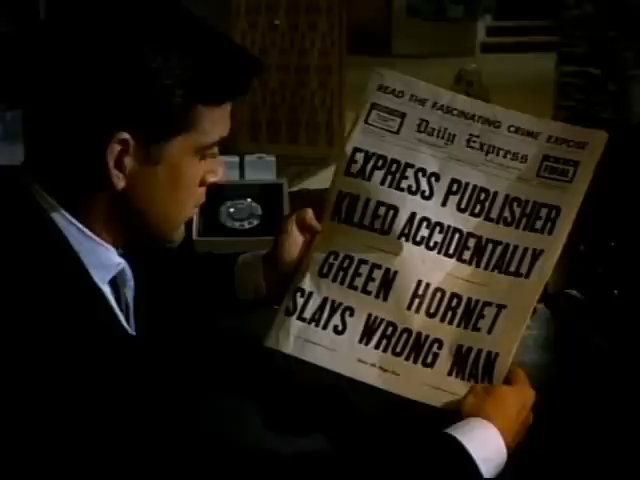 READ THE FASCINATING CRIME EXPOSE
Daily Express
FINAL
EXPRESS PUBLISHER
KILLED ACCIDENTALLY
GREEN HORNET
SLAYS WRONG MAN